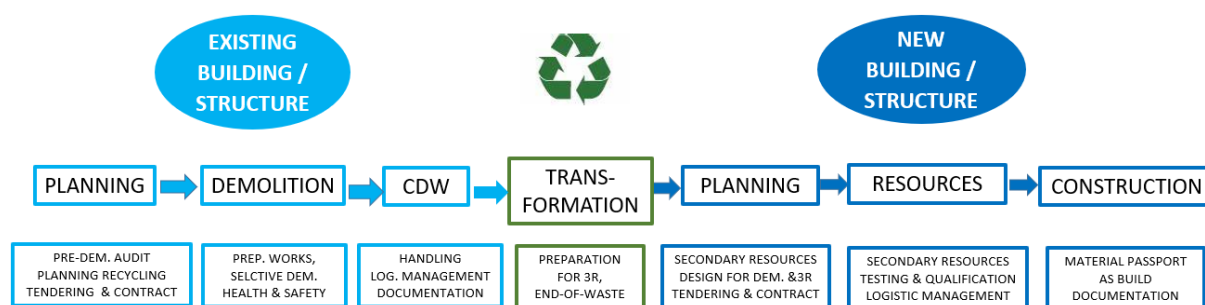 EXISTING
BUILDING /
STRUCTURE
NEW
BUILDING /
STRUCTURE
PLANNING
DEMOLITION
CDW
TRANS-
FORMATION
PLANNING
RESOURCES
CONSTRUCTION
PRE-DEM. AUDIT
PLANNING RECYCLING
TENDERING & CONTRACT
PREP. WORKS,
SELCTIVE DEM.
HEALTH & SAFETY
HANDLING
LOG. MANAGEMENT
DOCUMENTATION
PREPARATION
FOR 3R,
END-OF-WASTE
SECONDARY RESOURCES
DESIGN FOR DEM. &3R
TENDERING & CONTRACT
SECONDARY RESOURCES
TESTING & QUALIFICATION
LOGISTIC MANAGEMENT
MATERIAL PASSPORT
AS BUILD
DOCUMENTATION